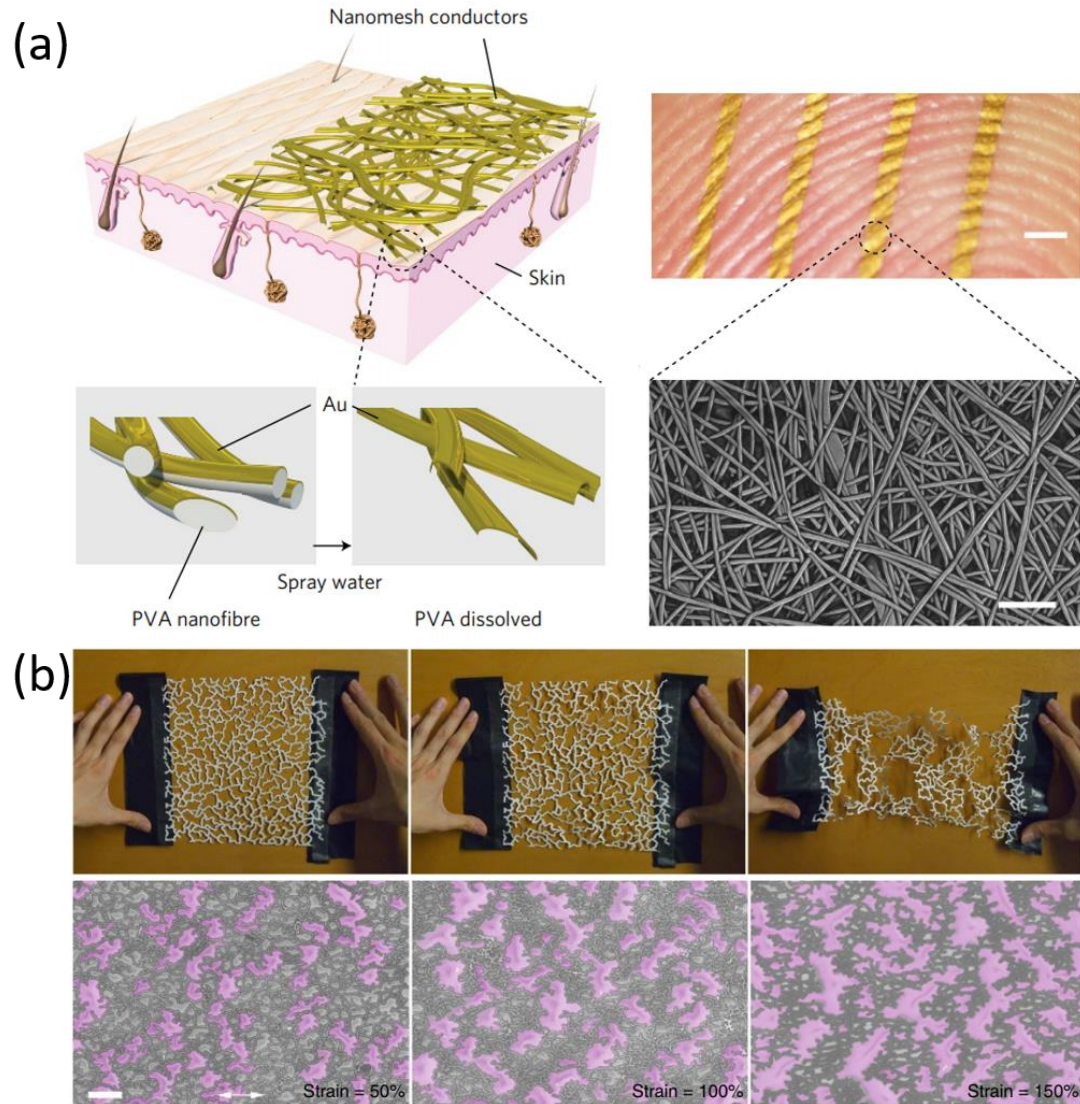 (a)
Nanomesh conductors
Skin
Au
Spray water
PVA nanofibre
PVA dissolved
(b)
Strain = 50%
Strain = 100%
Strain = 150%